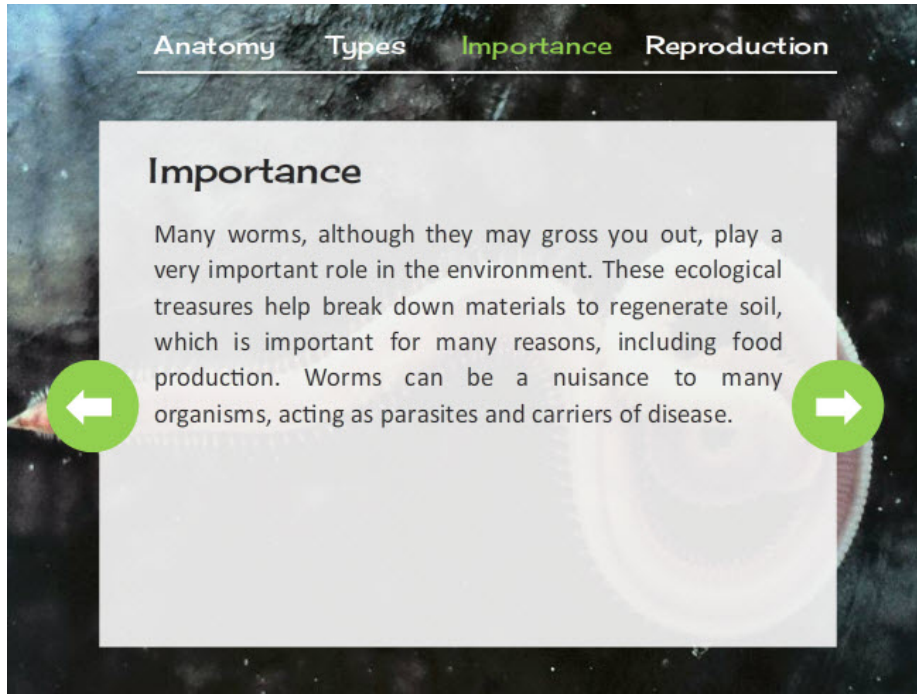 Anatomy Types Importance Reproduction
Importance
Many worms, although they may gross you out, play a
very important role in the environment. These ecological
treasures help break down materials to regenerate soil,
which is important for many reasons, including food
production. Worms can be a nuisance to many
organisms, acting as parasites and carriers of disease.